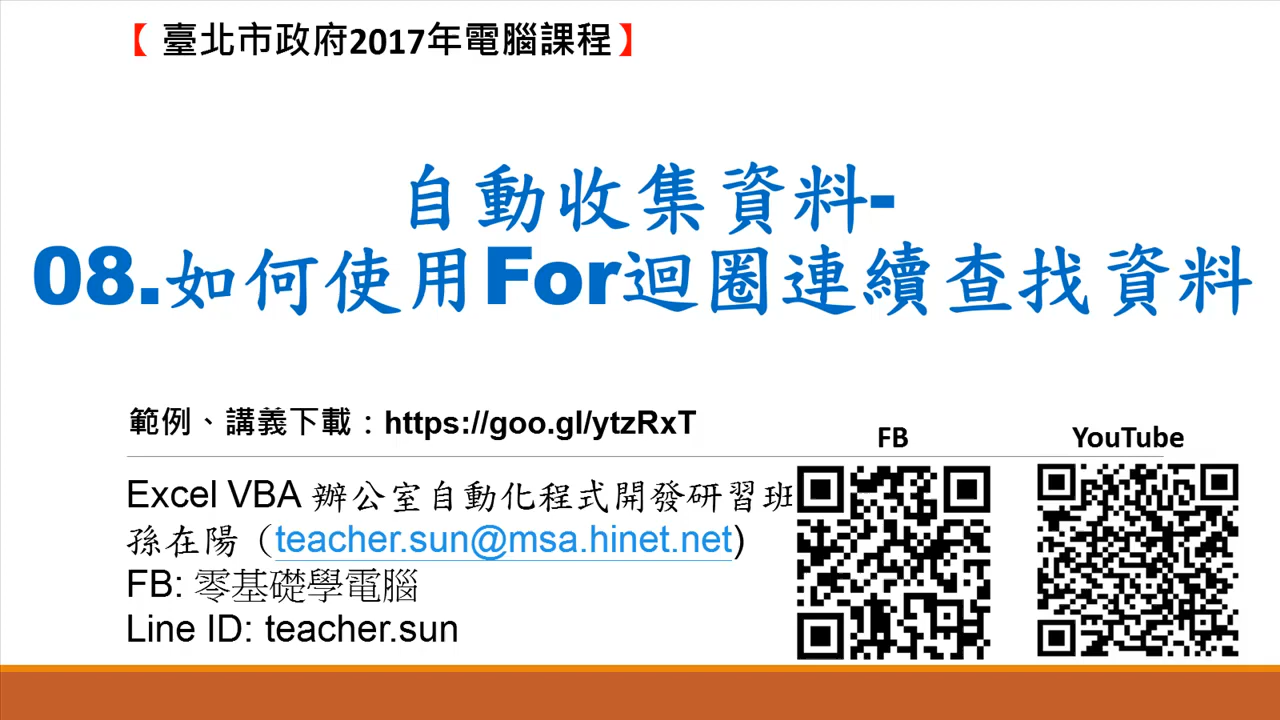 【 臺北市政府2017年電腦課程】
自動收集資料-
08.如何使用For迴圈連續查找資料
範例、講義下載：https://goo.gl/ytzRxT
FB
YouTube
Excel VBA 辦公室自動化程式開發研習班
孫在陽（teacher.sun@msa.hinet.net)
FB: 零基礎學電腦
Line ID: teacher.sun